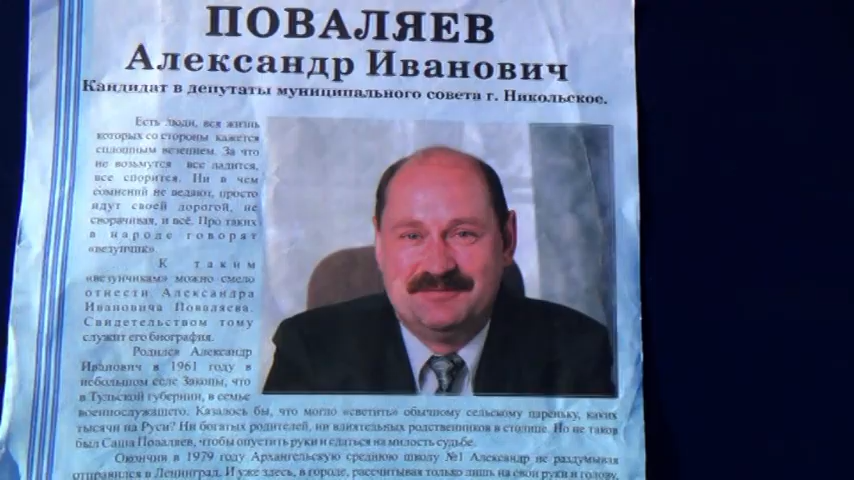 ПОВАЛЯЕВ
Александр Иванович
Кандидат в депутаты муниципального совета г. Никольское.
Есть люди, вся жизнь
которых со стороны кажется
сплошным везением. За что
не возьмутся все ладится,
все спорится. Ни в чем
сомнений не ведают, просто
идут своей дорогой, не
сворачивая, и всё. Про таких
в народе говорят
«везунчик».
К таким
«везунчикам» можно смело
отнести Александра
Ивановича Поваляева.
Свидетельством тому
служит его биография.
Родился Александр
Иванович в 1961 году в
небольшом селе Закопы, что
в Тульской губернии, в семье
военнослужащего. Казалось бы, что могло «светить» обычному сельскому пареньку, каких
тысячи на Руси? Ни богатых родителей, ни влиятельных родственников в столице. Но не таков
был Саша Поваляев, чтобы опустить руки и сдаться на милость судьбе.
Окончив в 1979 году Архангельскую среднюю школу №1 Александр не раздумывая
отправился в Ленинград. И уже здесь, в городе, рассчитывая только лишь на свои руки и голову,